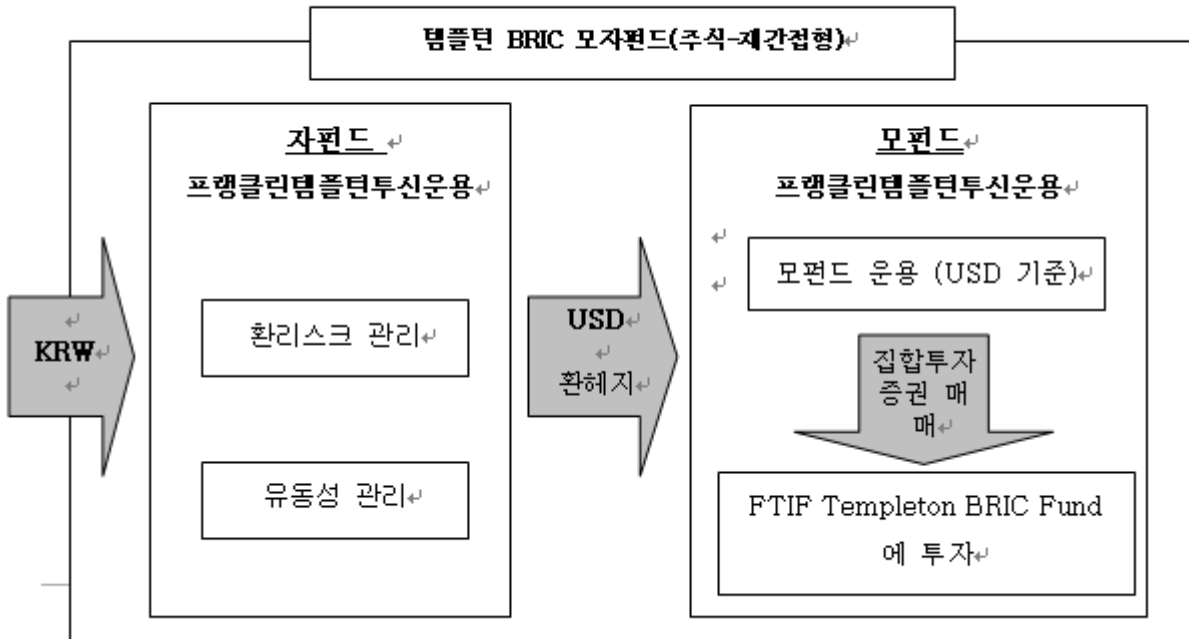 템플턴 BRIC 모자펀드(주식-재간접형)↵
자펀드 ↵
프랭클린템플턴투신운용↵
↵
KRW↵
↵
환리스크 관리↵
유동성 관리↵
USD↵
↵
환헤지↵
모펀드↵
프랭클린템플턴투신운용↵
↵
↵
모펀드 운용 (USD 기준)↵
집합투자
증권 매
매↵
FTIF Templeton BRIC Fund
에 투자↵